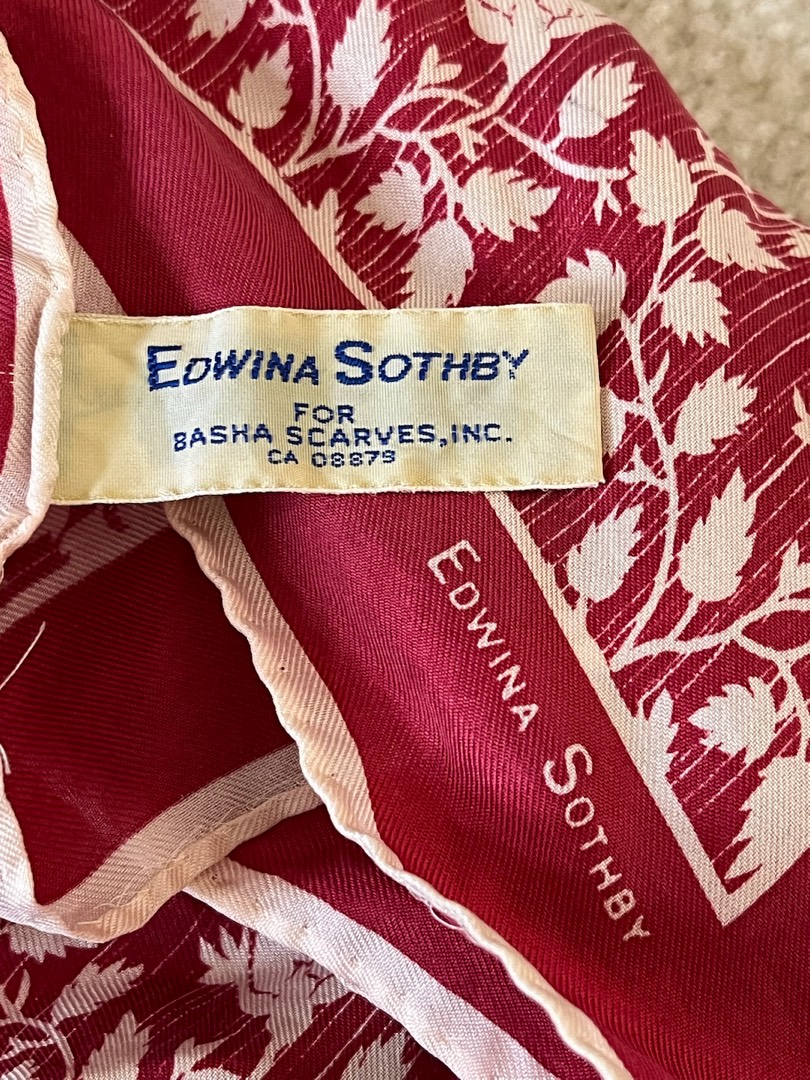 EDWINA SOTHBY
FOR
BASHA SCARVES, INC.
CA 08879
EDWINA SOTHBY